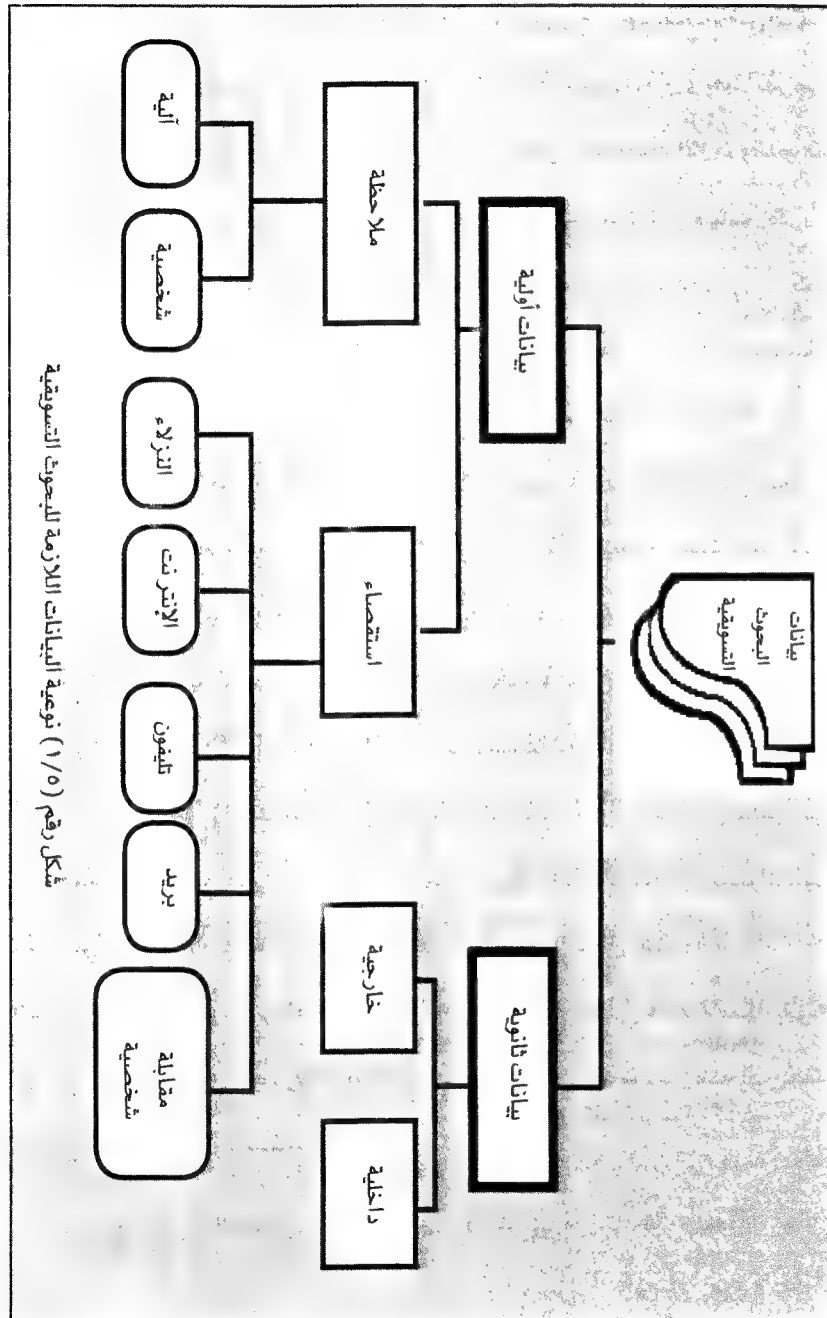 بيانات
البحوث
التسويقية
بيانات ثانوية
بيانات أولية
داخلية
خارجية
استقصاء
ملاحظة
مقابلة
شخصية
بريد
تليفون
الإنترنت
النزلاء
شخصية
آلية
شكل رقم (١/٥) نوعية البيانات اللازمة للبحوث التسويقية